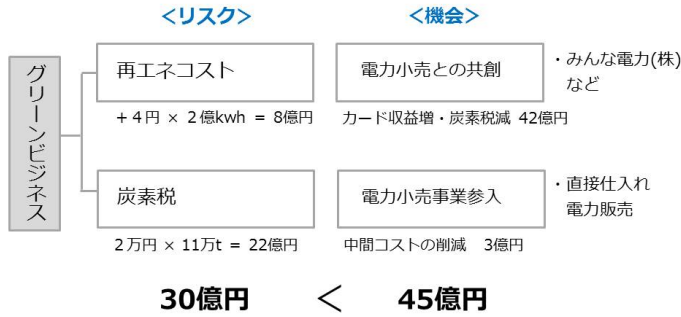 ＜リスク＞
＜機会＞
グリーンビジネス
再エネコスト
電力小売との共創
・みんな電力(株)
など
＋４円 × ２億kwh ＝ 8億円
カード収益増・炭素税減 42億円
炭素税
電力小売事業参入
・直接仕入れ
電力販売
２万円 × 11万t ＝ 22億円
中間コストの削減　3億円
30億円 ＜ 45億円